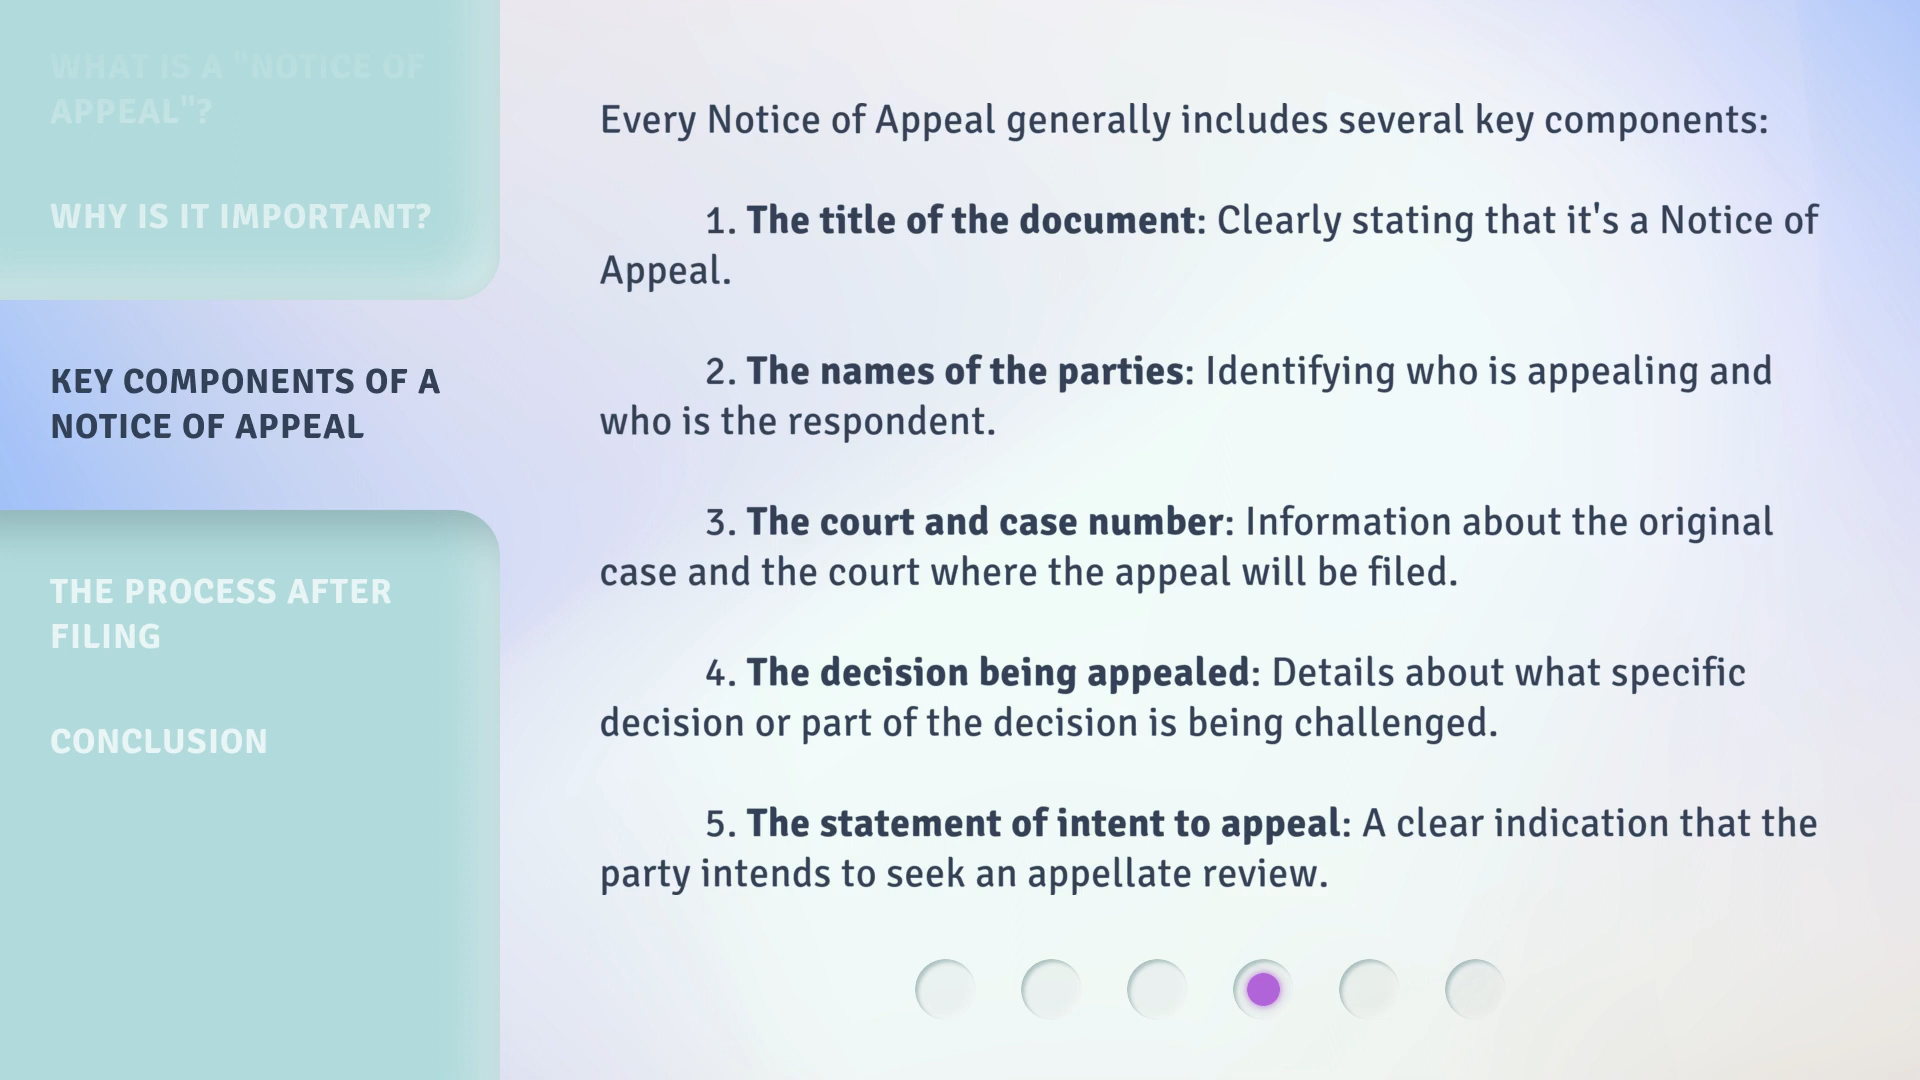 WHAT IS A "NOTICE OF
APPEAL"?
WHY IS IT IMPORTANT?
KEY COMPONENTS OF A
NOTICE OF APPEAL
THE PROCESS AFTER
FILING
CONCLUSION
Every Notice of Appeal generally includes several key components:
1. The title of the document: Clearly stating that it's a Notice of
Appeal.
2. The names of the parties: Identifying who is appealing and
who is the respondent.
3. The court and case number: Information about the original
case and the court where the appeal will be filed.
4. The decision being appealed: Details about what specific
decision or part of the decision is being challenged.
5. The statement of intent to appeal: A clear indication that the
party intends to seek an appellate review.